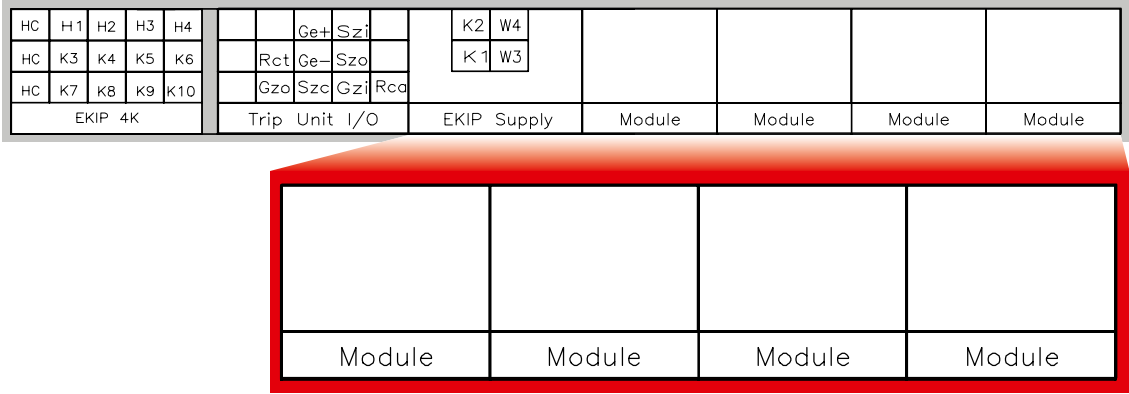 HC H1 H2 H3 H4 Ge+ Szi K2 W4
HC K3 K4 K5 K6 Rct Ge− Szo K1 W3
HC K7 K8 K9 K10 Gzo Szc Gzi Rca
EKIP 4K Trip Unit I/O EKIP Supply Module Module Module Module
Module Module Module Module